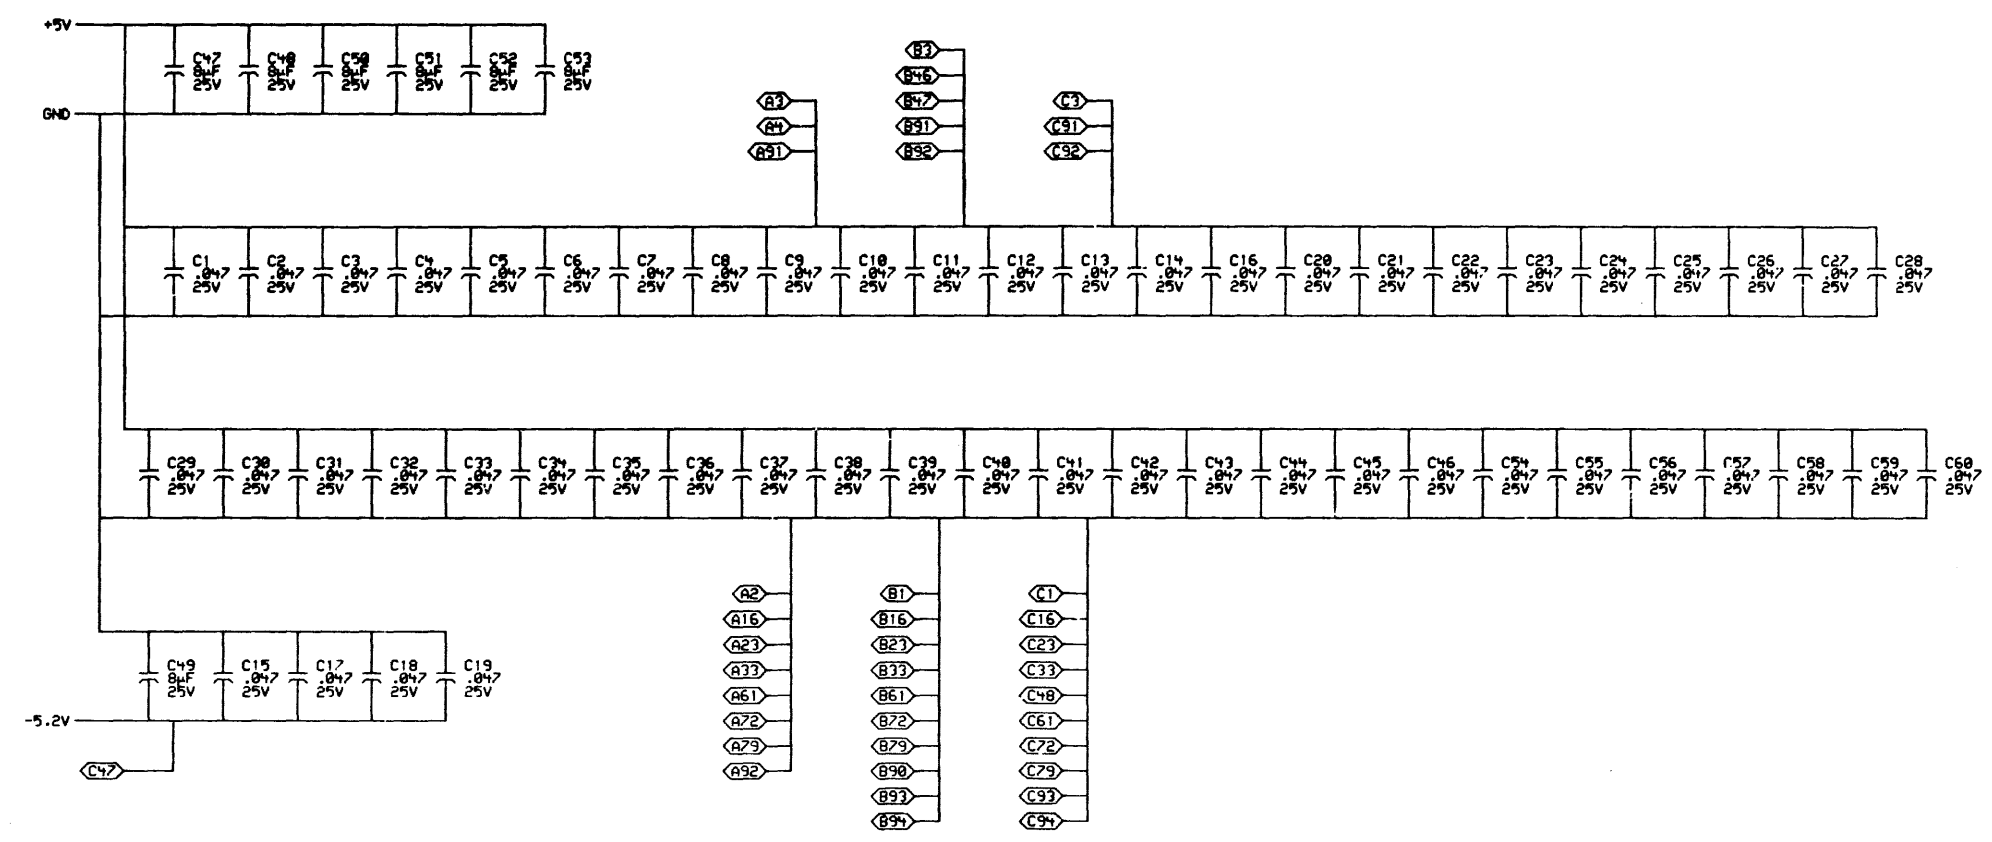 +5V
C47 C48 C50 C51 C52 C53
8µF 8µF 8µF 8µF 8µF 8µF
25V 25V 25V 25V 25V 25V
GND
B3
B46
A3 B47 C3
A4 B91 C91
A91 B92 C92
C1 C2 C3 C4 C5 C6 C7 C8 C9 C10 C11 C12 C13 C14 C16 C20 C21 C22 C23 C24 C25 C26 C27 C28
.047 .047 .047 .047 .047 .047 .047 .047 .047 .047 .047 .047 .047 .047 .047 .047 .047 .047 .047 .047 .047 .047 .047 .047
25V 25V 25V 25V 25V 25V 25V 25V 25V 25V 25V 25V 25V 25V 25V 25V 25V 25V 25V 25V 25V 25V 25V 25V
C29 C30 C31 C32 C33 C34 C35 C36 C37 C38 C39 C40 C41 C42 C43 C44 C45 C46 C54 C55 C56 C57 C58 C59 C60
.047 .047 .047 .047 .047 .047 .047 .047 .047 .047 .047 .047 .047 .047 .047 .047 .047 .047 .047 .047 .047 .047 .047 .047 .047
25V 25V 25V 25V 25V 25V 25V 25V 25V 25V 25V 25V 25V 25V 25V 25V 25V 25V 25V 25V 25V 25V 25V 25V 25V
A2 B1 C1
A16 B16 C16
A23 B23 C23
A33 B33 C33
A61 B61 C48
A72 B72 C61
A79 B79 C72
A92 B90 C79
B93 C93
B94 C94
C49 C15 C17 C18 C19
8µF .047 .047 .047 .047
25V 25V 25V 25V 25V
-5.2V
C47